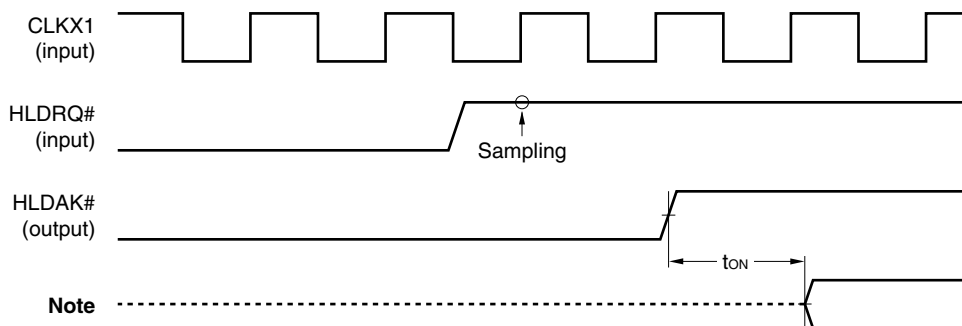 CLKX1
(input)
HLDRQ#
(input)
Sampling
HLDAK#
(output)
tON
Note